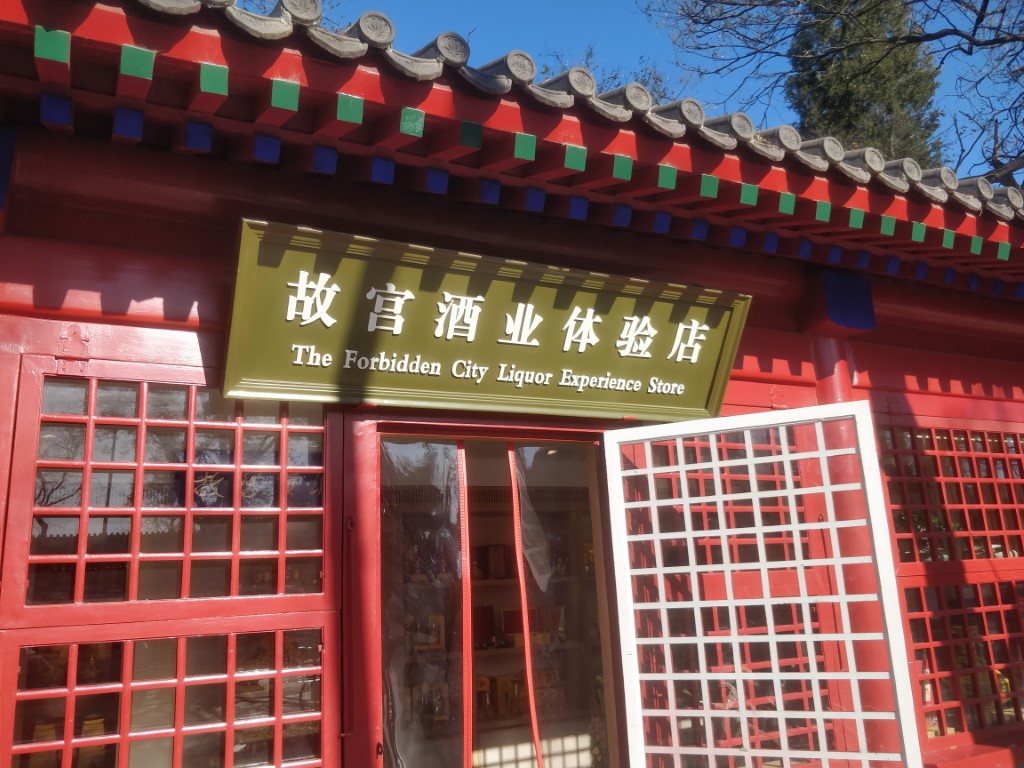 故宫酒业体验店
The Forbidden City Liquor Experience Store